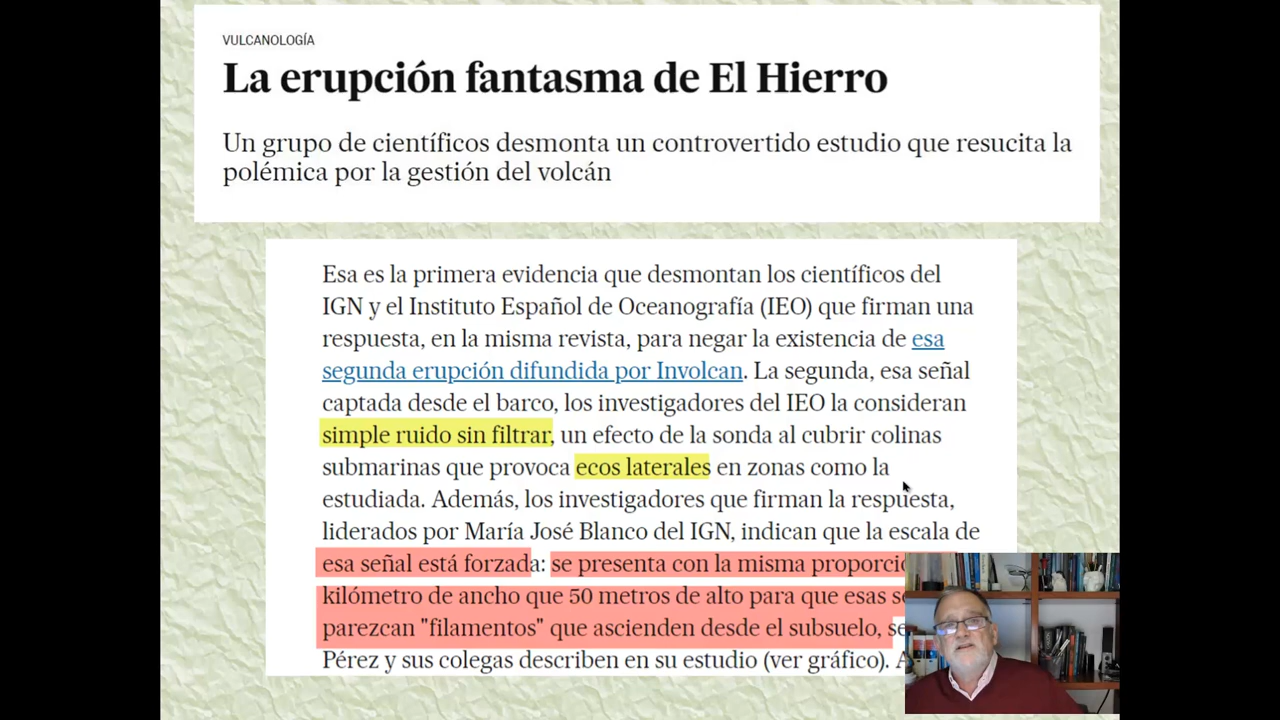 VULCANOLOGÍA
La erupción fantasma de El Hierro
Un grupo de científicos desmonta un controvertido estudio que resucita la
polémica por la gestión del volcán
Esa es la primera evidencia que desmontan los científicos del
IGN y el Instituto Español de Oceanografía (IEO) que firman una
respuesta, en la misma revista, para negar la existencia de esa
segunda erupción difundida por Involcan. La segunda, esa señal
captada desde el barco, los investigadores del IEO la consideran
simple ruido sin filtrar, un efecto de la sonda al cubrir colinas
submarinas que provoca ecos laterales en zonas como la
estudiada. Además, los investigadores que firman la respuesta,
liderados por María José Blanco del IGN, indican que la escala de
esa señal está forzada: se presenta con la misma
kilómetro de ancho que 50 metros de alto para que esas
parezcan "filamentos" que ascienden desde el subsuelo,
Pérez y sus colegas describen en su estudio (ver gráfico).